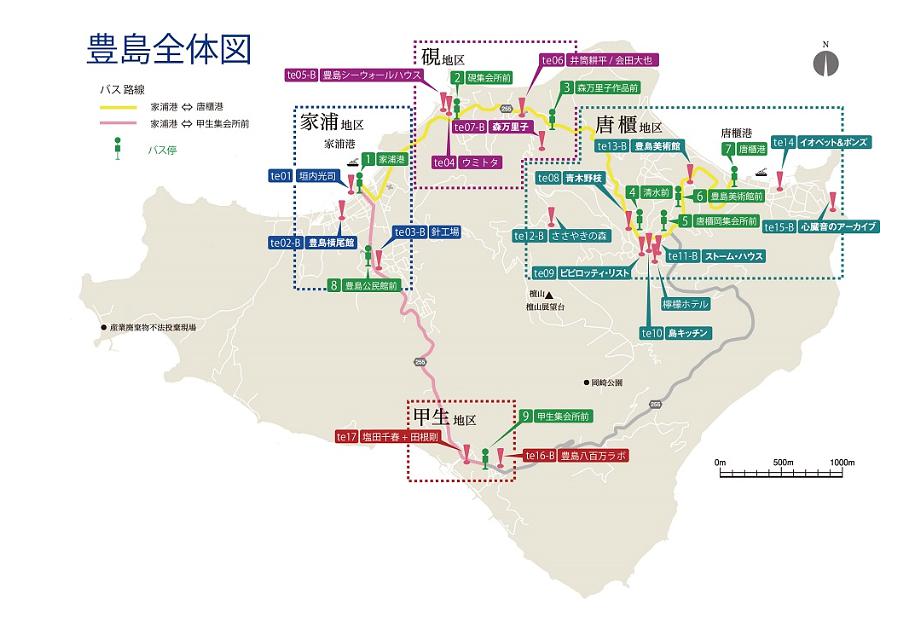 豊島全体図
バス路線
家浦港 ⇔ 唐櫃港
家浦港 ⇔ 甲生集会所前
バス停
N
硯地区
te05-B 豊島シーウォールハウス
2 硯集会所前
te06 井筒耕平 / 会田大也
3 森万里子作品前
265
te07-B 森万里子
te04 ウミトタ
家浦地区
家浦港
1 家浦港
te01 垣内光司
te02-B 豊島横尾館
te03-B 針工場
8 豊島公民館前
唐櫃地区
唐櫃港
7 唐櫃港
te14 イオベット&ポンズ
te13-B 豊島美術館
te08 青木野枝
4 清水前
6 豊島美術館前
5 唐櫃岡集会所前
te15-B 心臓音のアーカイブ
te12-B ささやきの森
te11-B ストーム・ハウス
te09 ピピロッティ・リスト
檸檬ホテル
te10 島キッチン
檀山
檀山展望台
産業廃棄物不法投棄現場
255
岡崎公園
265
甲生地区
9 甲生集会所前
te17 塩田千春 + 田根剛
te16-B 豊島八百万ラボ
0m 500m 1000m